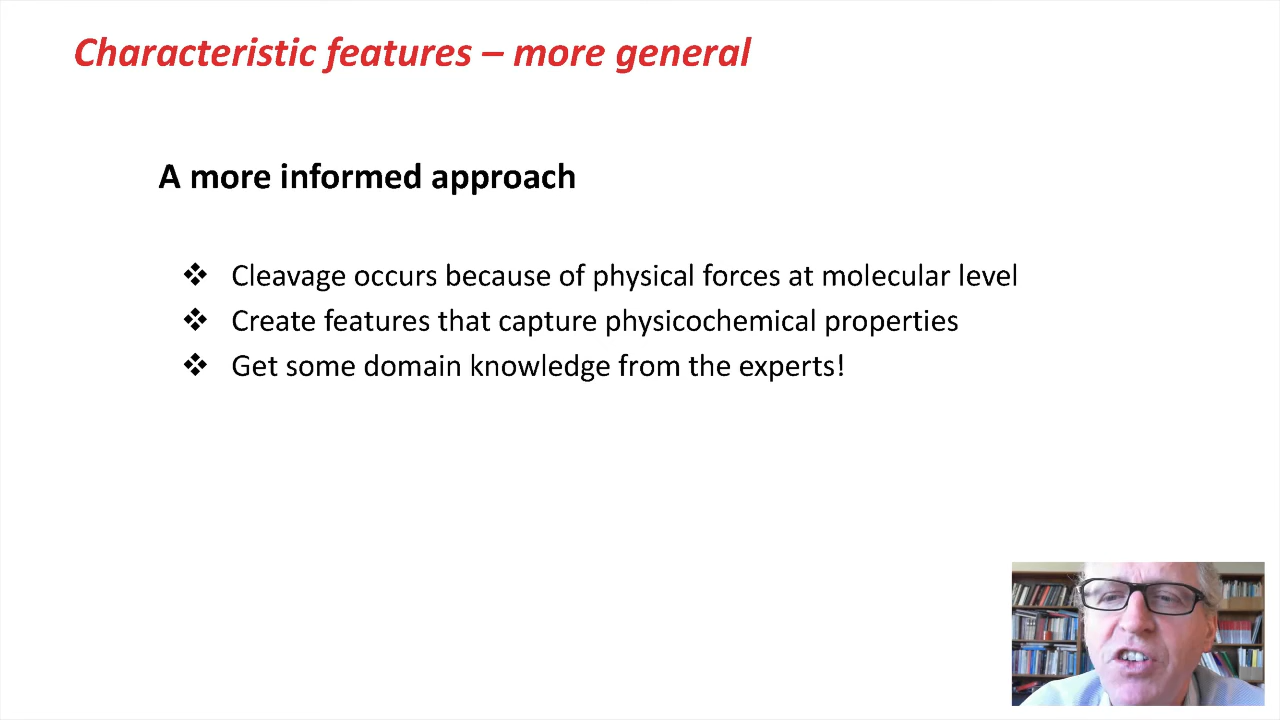 Characteristic features – more general
A more informed approach
❖ Cleavage occurs because of physical forces at molecular level
❖ Create features that capture physicochemical properties
❖ Get some domain knowledge from the experts!